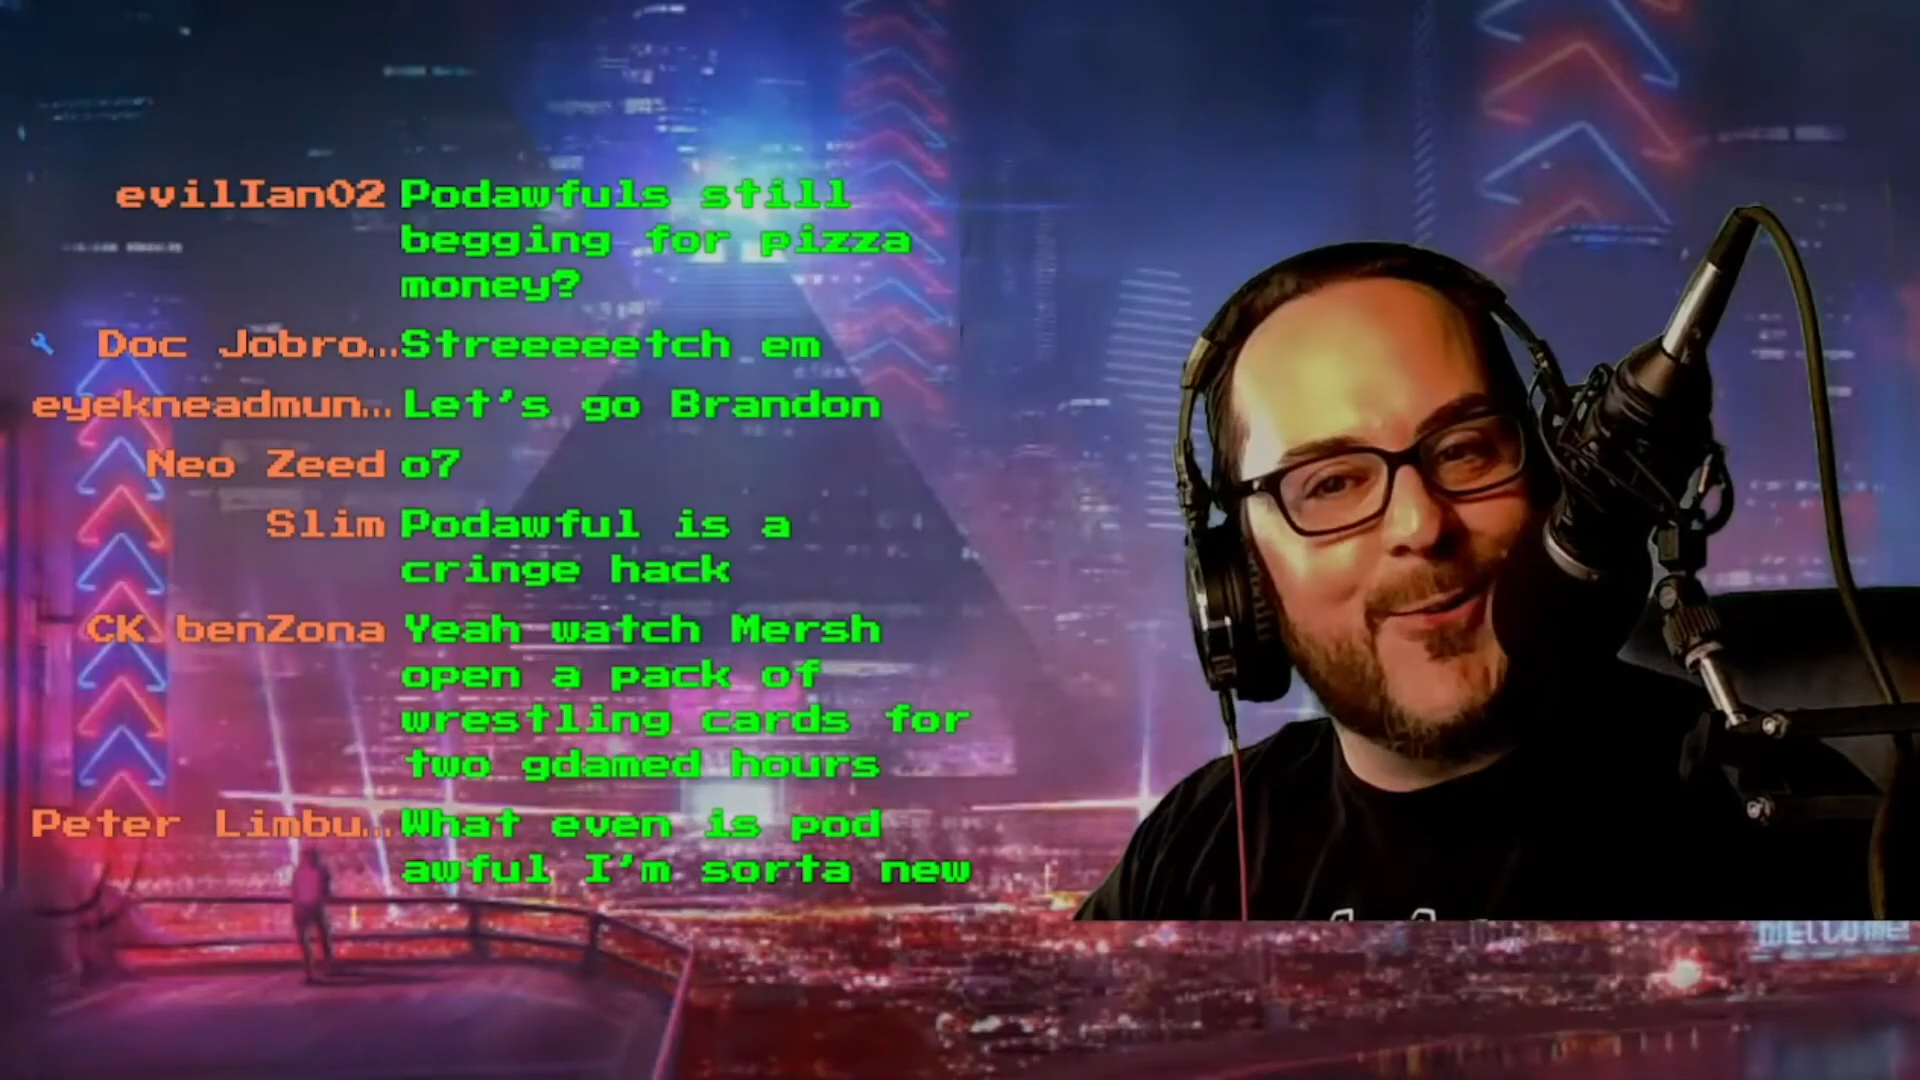 evilIan02 Podawfuls still
begging for pizza
money?
Doc Jobro... Streeeeetch em
eyekneadmun... Let's go Brandon
Neo Zeed o7
Slim Podawful is a
cringe hack
CK benZona Yeah watch Mersh
open a pack of
wrestling cards for
two gdamed hours
Peter Limbu... What even is pod
awful I'm sorta new
WELCOME